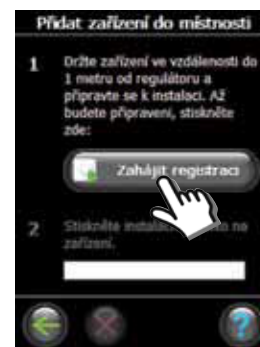 Přidat zařízení do místnosti
1 Držte zařízení ve vzdálenosti do
1 metru od regulátoru a
připravte se k instalaci. Až
budete připraveni, stiskněte
zde:
Zahájit registraci
2 Stiskněte na
zařízení.